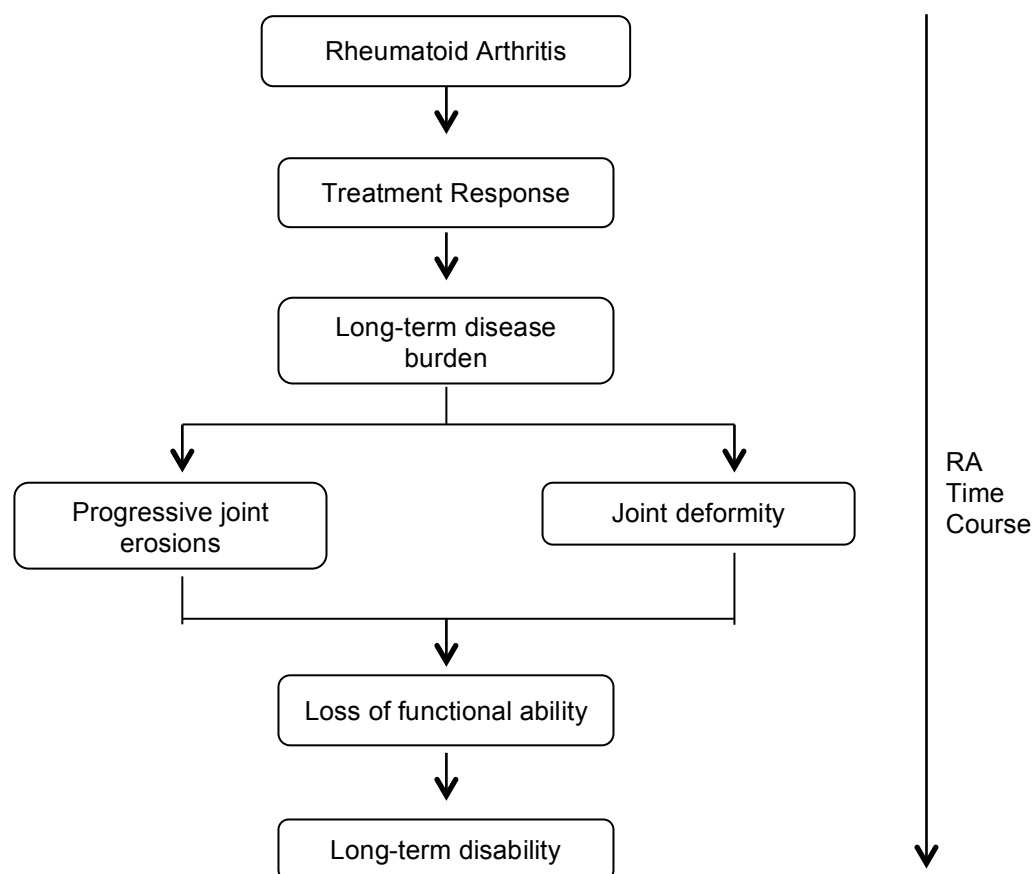 Rheumatoid Arthritis
Treatment Response
Long-term disease
burden
Progressive joint
erosions
Joint deformity
RA
Time
Course
Loss of functional ability
Long-term disability